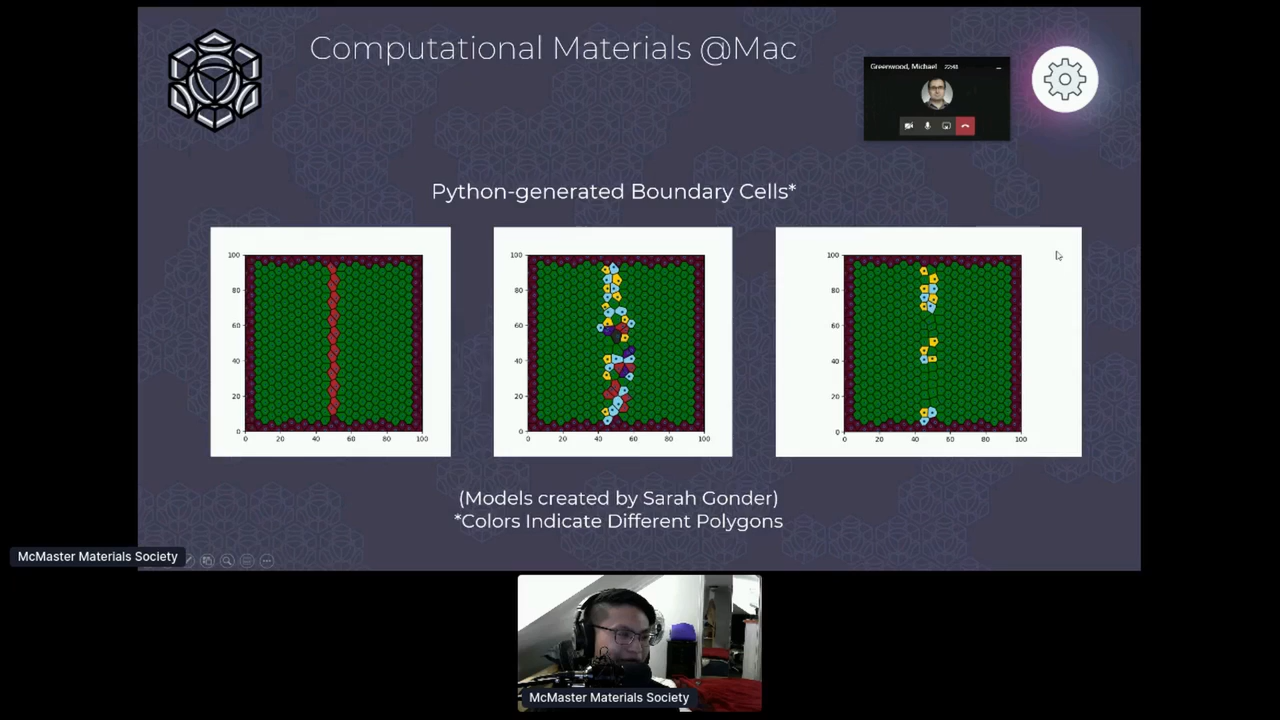 Computational Materials @Mac
Greenwood, Michael 22:48
Python-generated Boundary Cells*
100
80
60
40
20
0
0 20 40 60 80 100
100
80
60
40
20
0
0 20 40 60 80 100
100
80
60
40
20
0
0 20 40 60 80 100
(Models created by Sarah Gonder)
*Colors Indicate Different Polygons
McMaster Materials Society
McMaster Materials Society